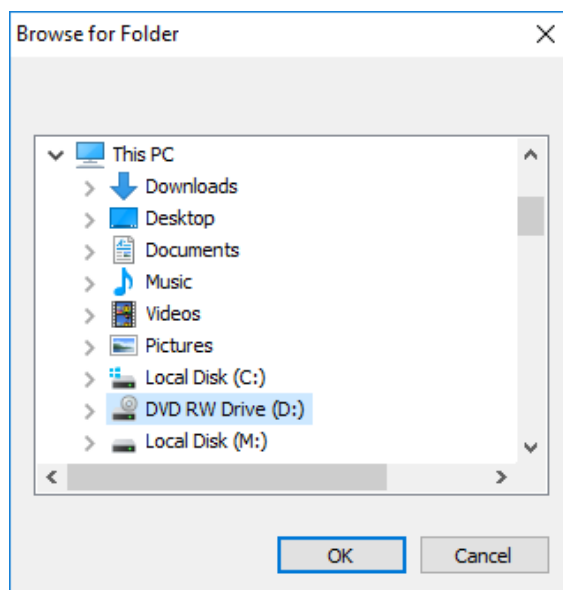 Browse for Folder
This PC
Downloads
Desktop
Documents
Music
Videos
Pictures
Local Disk (C:)
DVD RW Drive (D:)
Local Disk (M:)
OK Cancel